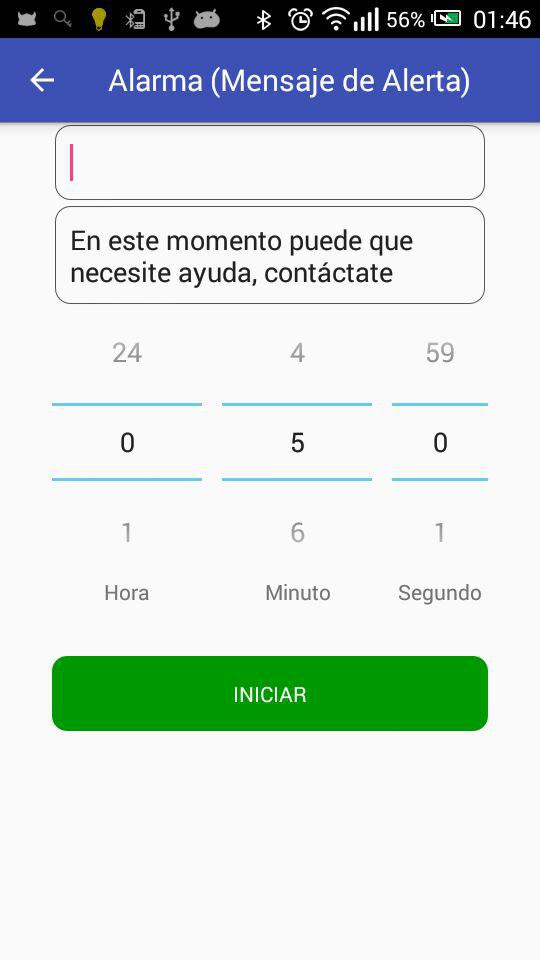 56% 01:46
Alarma (Mensaje de Alerta)
En este momento puede que
necesite ayuda, contáctate
24 4 59
0 5 0
1 6 1
Hora Minuto Segundo
INICIAR